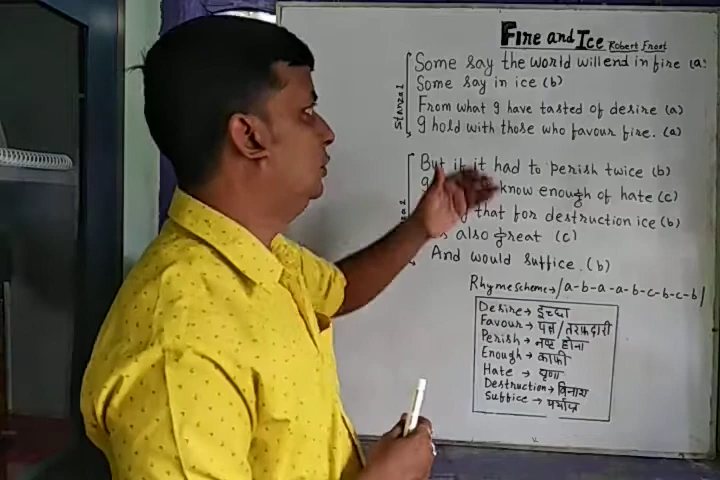 Fire and Ice Robert Frost
Stanza 1
Some say the world will end in fire (a
Some say in ice (b)
From what I have tasted of desire (a)
I hold with those who favour fire. (a)
But if it had to perish twice (b)
know enough of hate (c)
that for destruction ice (b)
also great (c)
And would suffice. (b)
Rhyme scheme→/a-b-a-a-b-c-b-c-b/
Desire → इच्छा
Favour → पक्ष / तरफदारी
Perish → नष्ट होना
Enough → काफी
Hate → घृणा
Destruction → विनाश
Suffice → पर्याप्त